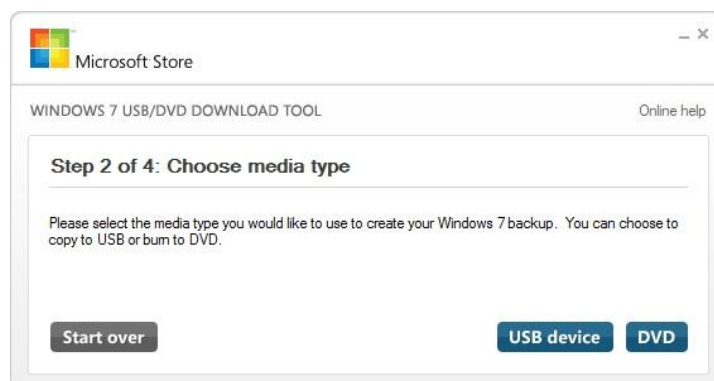 Microsoft Store
WINDOWS 7 USB/DVD DOWNLOAD TOOL
Online help
Step 2 of 4: Choose media type
Please select the media type you would like to use to create your Windows 7 backup. You can choose to
copy to USB or burn to DVD.
Start over
USB device
DVD